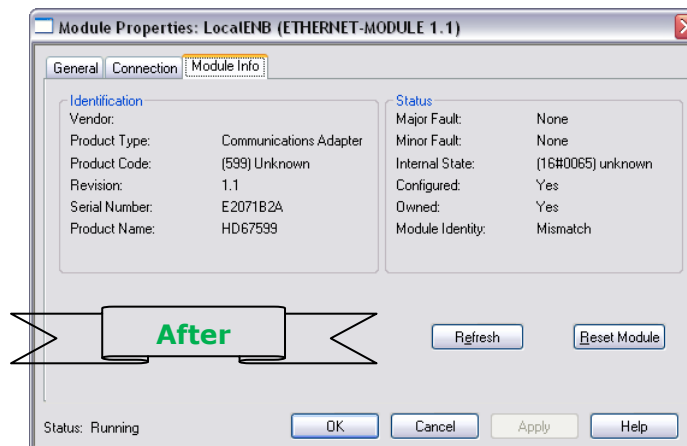 Module Properties: LocalENB (ETHERNET-MODULE 1.1)
General Connection Module Info
Identification
Vendor:
Product Type: Communications Adapter
Product Code: (599) Unknown
Revision: 1.1
Serial Number: E2071B2A
Product Name: HD67599
Status
Major Fault: None
Minor Fault: None
Internal State: (16#0065) unknown
Configured: Yes
Owned: Yes
Module Identity: Mismatch
After
Refresh Reset Module
Status: Running OK Cancel Apply Help